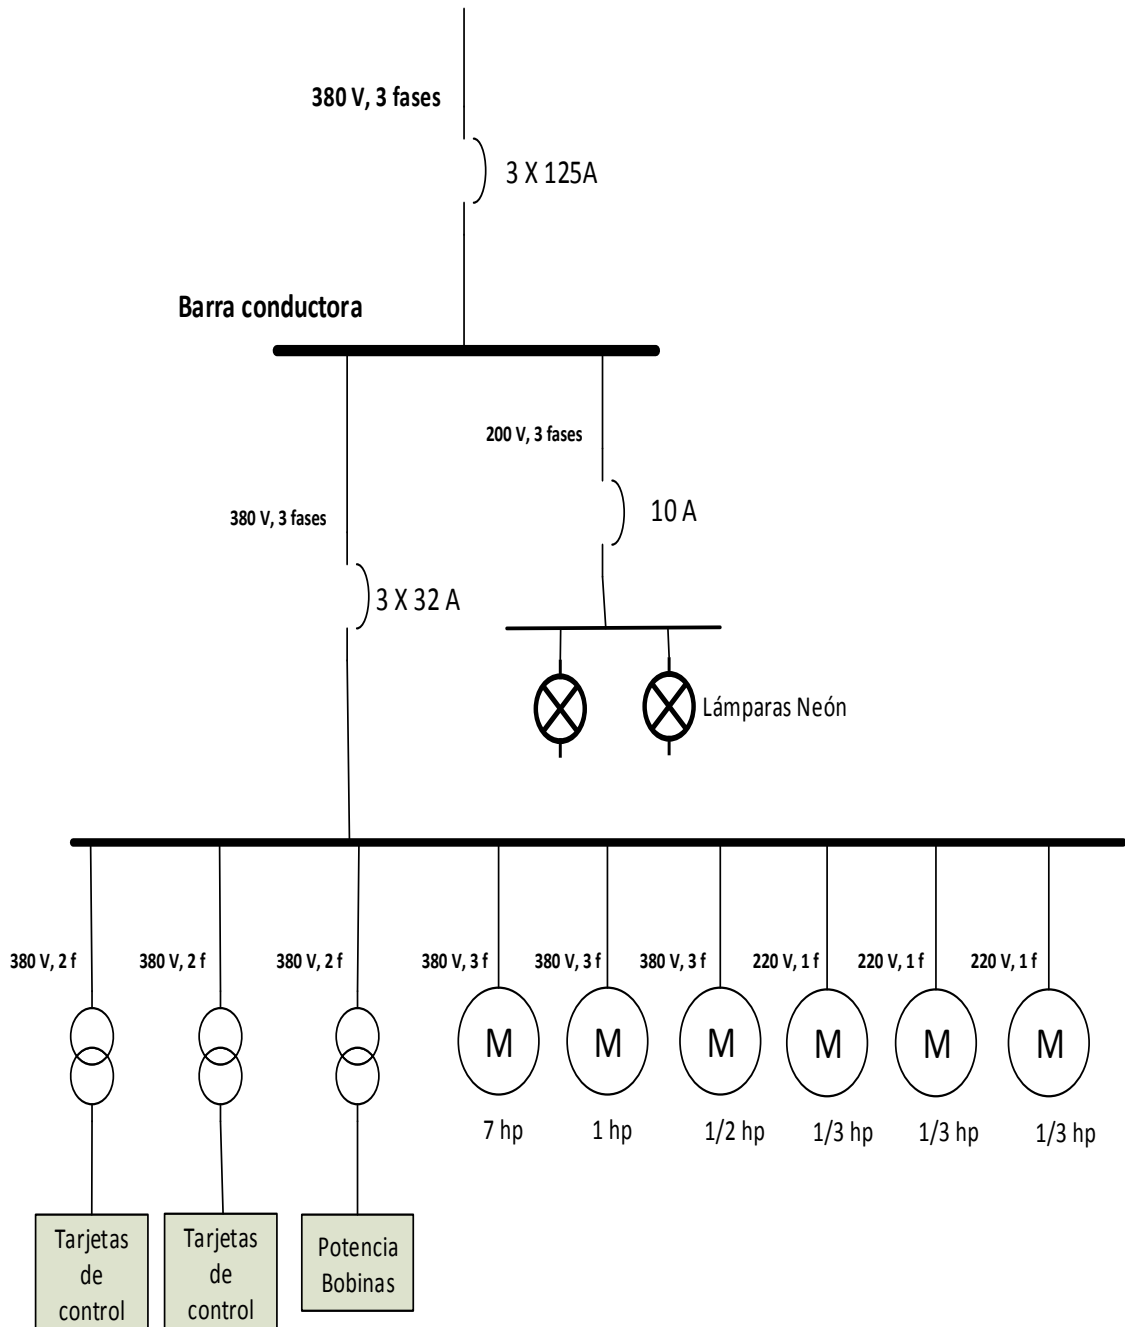 380 V, 3 fases
3 X 125A
Barra conductora
200 V, 3 fases
10 A
380 V, 3 fases
3 X 32 A
Lámparas Neón
380 V, 2 f
380 V, 2 f
380 V, 2 f
380 V, 3 f
380 V, 3 f
380 V, 3 f
220 V, 1 f
220 V, 1 f
220 V, 1 f
M
M
M
M
M
M
7 hp
1 hp
1/2 hp
1/3 hp
1/3 hp
1/3 hp
Tarjetas
de
control
Tarjetas
de
control
Potencia
Bobinas